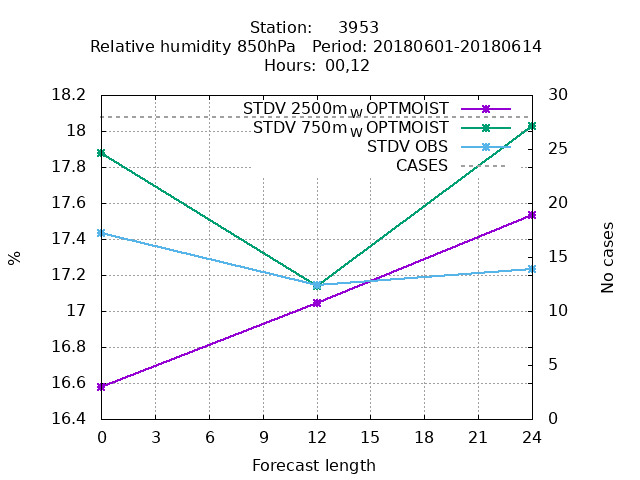 Station: 3953
Relative humidity 850hPa Period: 20180601-20180614
Hours: 00,12
18.2
18
17.8
17.6
17.4
17.2
17
16.8
16.6
16.4
%
STDV 2500m W OPTMOIST
STDV 750m W OPTMOIST
STDV OBS
CASES
30
25
20
15
10
5
0
No cases
0 3 6 9 12 15 18 21 24
Forecast length